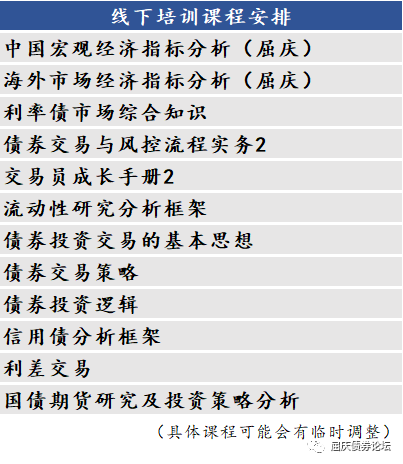 线下培训课程安排
中国宏观经济指标分析（屈庆）
海外市场经济指标分析（屈庆）
利率债市场综合知识
债券交易与风控流程实务2
交易员成长手册2
流动性研究分析框架
债券投资交易的基本思想
债券交易策略
债券投资逻辑
信用债分析框架
利差交易
国债期货研究及投资策略分析
（具体课程可能会有临时调整）
屈庆债券论坛